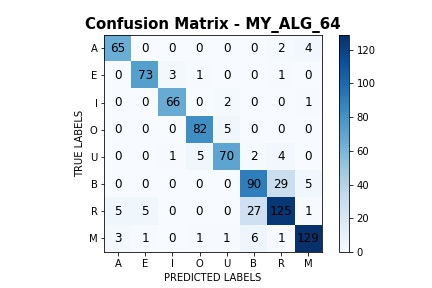 Confusion Matrix - MY_ALG_64
A 65 0 0 0 0 0 2 4
E 0 73 3 1 0 0 1 0
I 0 0 66 0 2 0 0 1
O 0 0 0 82 5 0 0 0
U 0 0 1 5 70 2 4 0
B 0 0 0 0 0 90 29 5
R 5 5 0 0 0 27 125 1
M 3 1 0 1 1 6 1 129
A E I O U B R M
PREDICTED LABELS
TRUE LABELS
120
100
80
60
40
20
0